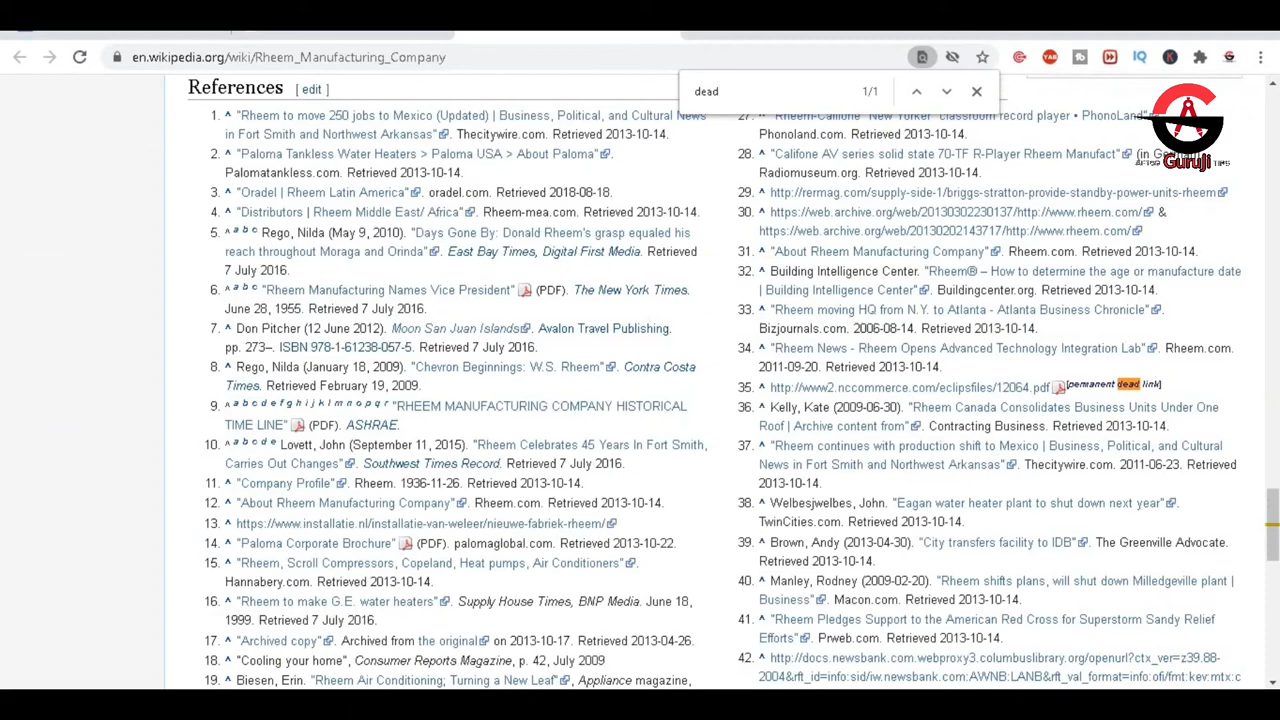 en.wikipedia.org/wiki/Rheem_Manufacturing_Company
dead 1/1
References [ edit ]
1. ^ "Rheem to move 250 jobs to Mexico (Updated) | Business, Political, and Cultural News
in Fort Smith and Northwest Arkansas". Thecitywire.com. Retrieved 2013-10-14.
2. ^ "Paloma Tankless Water Heaters > Paloma USA > About Paloma".
Palomatankless.com. Retrieved 2013-10-14.
3. ^ "Oradel | Rheem Latin America". oradel.com. Retrieved 2018-08-18.
4. ^ "Distributors | Rheem Middle East/ Africa". Rheem-mea.com. Retrieved 2013-10-14.
5. ^ a b c Rego, Nilda (May 9, 2010). "Days Gone By: Donald Rheem's grasp equaled his
reach throughout Moraga and Orinda". East Bay Times, Digital First Media. Retrieved
7 July 2016.
6. ^ a b c "Rheem Manufacturing Names Vice President" (PDF). The New York Times.
June 28, 1955. Retrieved 7 July 2016.
7. ^ Don Pitcher (12 June 2012). Moon San Juan Islands. Avalon Travel Publishing.
pp. 273–. ISBN 978-1-61238-057-5. Retrieved 7 July 2016.
8. ^ Rego, Nilda (January 18, 2009). "Chevron Beginnings: W.S. Rheem". Contra Costa
Times. Retrieved February 19, 2009.
9. ^ a b c d e f g h i j k l m n o p q r "RHEEM MANUFACTURING COMPANY HISTORICAL
TIME LINE" (PDF). ASHRAE.
10. ^ a b c d e Lovett, John (September 11, 2015). "Rheem Celebrates 45 Years In Fort Smith,
Carries Out Changes". Southwest Times Record. Retrieved 7 July 2016.
11. ^ "Company Profile". Rheem. 1936-11-26. Retrieved 2013-10-14.
12. ^ "About Rheem Manufacturing Company". Rheem.com. Retrieved 2013-10-14.
13. ^ https://www.installatie.nl/installatie-van-weleer/nieuwe-fabriek-rheem/
14. ^ "Paloma Corporate Brochure" (PDF). palomaglobal.com. Retrieved 2013-10-22.
15. ^ "Rheem, Scroll Compressors, Copeland, Heat pumps, Air Conditioners".
Hannabery.com. Retrieved 2013-10-14.
16. ^ "Rheem to make G.E. water heaters". Supply House Times, BNP Media. June 18,
1999. Retrieved 7 July 2016.
17. ^ "Archived copy". Archived from the original on 2013-10-17. Retrieved 2013-04-26.
18. ^ "Cooling your home", Consumer Reports Magazine, p. 42, July 2009
19. ^ Biesen, Erin. "Rheem Air Conditioning; Turning a New Leaf", Appliance magazine,
27. ^ "Rheem-Califone "New Yorker" classroom record player • PhonoLand".
Phonoland.com. Retrieved 2013-10-14.
28. ^ "Califone AV series solid state 70-TF R-Player Rheem Manufact" (in
Radiomuseum.org. Retrieved 2013-10-14.
29. ^ http://rermag.com/supply-side-1/briggs-stratton-provide-standby-power-units-rheem
30. ^ https://web.archive.org/web/20130302230137/http://www.rheem.com/ &
https://web.archive.org/web/20130202143717/http://www.rheem.com/
31. ^ "About Rheem Manufacturing Company". Rheem.com. Retrieved 2013-10-14.
32. ^ Building Intelligence Center. "Rheem® – How to determine the age or manufacture date
| Building Intelligence Center". Buildingcenter.org. Retrieved 2013-10-14.
33. ^ "Rheem moving HQ from N.Y. to Atlanta - Atlanta Business Chronicle".
Bizjournals.com. 2006-08-14. Retrieved 2013-10-14.
34. ^ "Rheem News - Rheem Opens Advanced Technology Integration Lab". Rheem.com.
2011-09-20. Retrieved 2013-10-14.
35. ^ http://www2.nccommerce.com/eclipsfiles/12064.pdf [permanent dead link]
36. ^ Kelly, Kate (2009-06-30). "Rheem Canada Consolidates Business Units Under One
Roof | Archive content from". Contracting Business. Retrieved 2013-10-14.
37. ^ "Rheem continues with production shift to Mexico | Business, Political, and Cultural
News in Fort Smith and Northwest Arkansas". Thecitywire.com. 2011-06-23. Retrieved
2013-10-14.
38. ^ Welbesjwelbes, John. "Eagan water heater plant to shut down next year".
TwinCities.com. Retrieved 2013-10-14.
39. ^ Brown, Andy (2013-04-30). "City transfers facility to IDB". The Greenville Advocate.
Retrieved 2013-10-14.
40. ^ Manley, Rodney (2009-02-20). "Rheem shifts plans, will shut down Milledgeville plant |
Business". Macon.com. Retrieved 2013-10-14.
41. ^ "Rheem Pledges Support to the American Red Cross for Superstorm Sandy Relief
Efforts". Prweb.com. Retrieved 2013-10-14.
42. ^ http://docs.newsbank.com.webproxy3.columbuslibrary.org/openurl?ctx_ver=z39.88-
2004&rft_id=info:sid/iw.newsbank.com:AWNB:LANB&rft_val_format=info:ofi/fmt:kev:mtx:c
Guruji